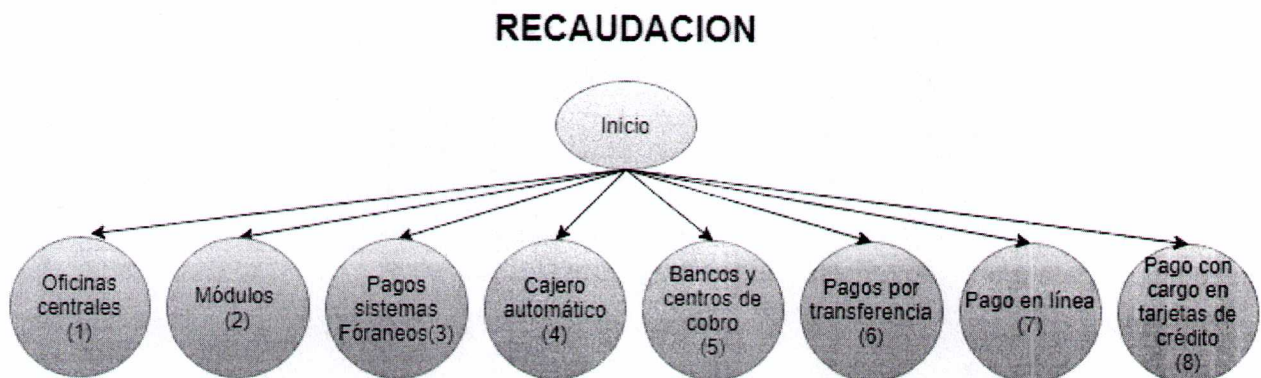 RECAUDACION
Inicio
Oficinas
centrales
(1)
Módulos
(2)
Pagos
sistemas
Fóraneos(3)
Cajero
automático
(4)
Bancos y
centros de
cobro
(5)
Pagos por
transferencia
(6)
Pago en línea
(7)
Pago con
cargo en
tarjetas de
crédito
(8)